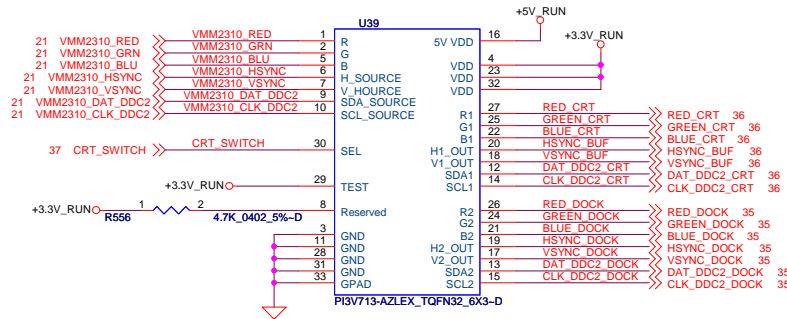 U39
+5V_RUN
+3.3V_RUN
21 VMM2310_RED VMM2310_RED 1 R
21 VMM2310_GRN VMM2310_GRN 2 G
21 VMM2310_BLU VMM2310_BLU 5 B
21 VMM2310_HSYNC VMM2310_HSYNC 6 H_SOURCE
21 VMM2310_VSYNC VMM2310_VSYNC 7 V_HOURCE
21 VMM2310_DAT_DDC2 VMM2310_DAT_DDC2 9 SDA_SOURCE
21 VMM2310_CLK_DDC2 VMM2310_CLK_DDC2 10 SCL_SOURCE
37 CRT_SWITCH CRT_SWITCH 30 SEL
+3.3V_RUN 29 TEST
+3.3V_RUN 1 2 8 Reserved
R556 4.7K_0402_5%~D
3 GND
11 GND
28 GND
31 GND
33 GPAD
5V VDD 16
VDD 4
VDD 23
VDD 32
R1 27 RED_CRT RED_CRT 36
G1 25 GREEN_CRT GREEN_CRT 36
B1 22 BLUE_CRT BLUE_CRT 36
H1_OUT 20 HSYNC_BUF HSYNC_BUF 36
V1_OUT 18 VSYNC_BUF VSYNC_BUF 36
SDA1 12 DAT_DDC2_CRT DAT_DDC2_CRT 36
SCL1 14 CLK_DDC2_CRT CLK_DDC2_CRT 36
R2 26 RED_DOCK RED_DOCK 35
G2 24 GREEN_DOCK GREEN_DOCK 35
B2 21 BLUE_DOCK BLUE_DOCK 35
H2_OUT 19 HSYNC_DOCK HSYNC_DOCK 35
V2_OUT 17 VSYNC_DOCK VSYNC_DOCK 35
SDA2 13 DAT_DDC2_DOCK DAT_DDC2_DOCK 35
SCL2 15 CLK_DDC2_DOCK CLK_DDC2_DOCK 35
PI3V713-AZLEX_TQFN32_6X3~D